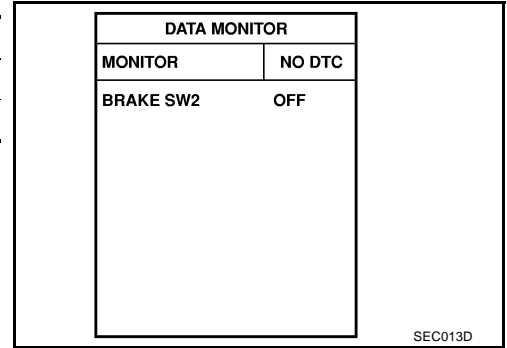 DATA MONITOR
MONITOR NO DTC
BRAKE SW2 OFF
SEC013D